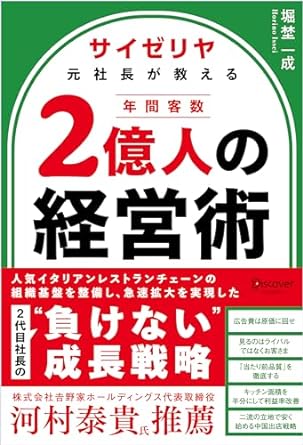 サイゼリヤ
元社長が教える
堀埜一成
Horino Issei
年間客数
2億人の
経営術
人気イタリアンレストランチェーンの
組織基盤を整備し、急速拡大を実現した
2代目社長の
“負けない”
成長戦略
株式会社吉野家ホールディングス代表取締役
河村泰貴氏推薦
Discover
広告費は原価に回せ
見るのはライバル
ではなくお客さま
「当たり前品質」を
徹底する
キッチン面積を
半分にして利益率改善
二流の立地で安く
始める中国出店戦略